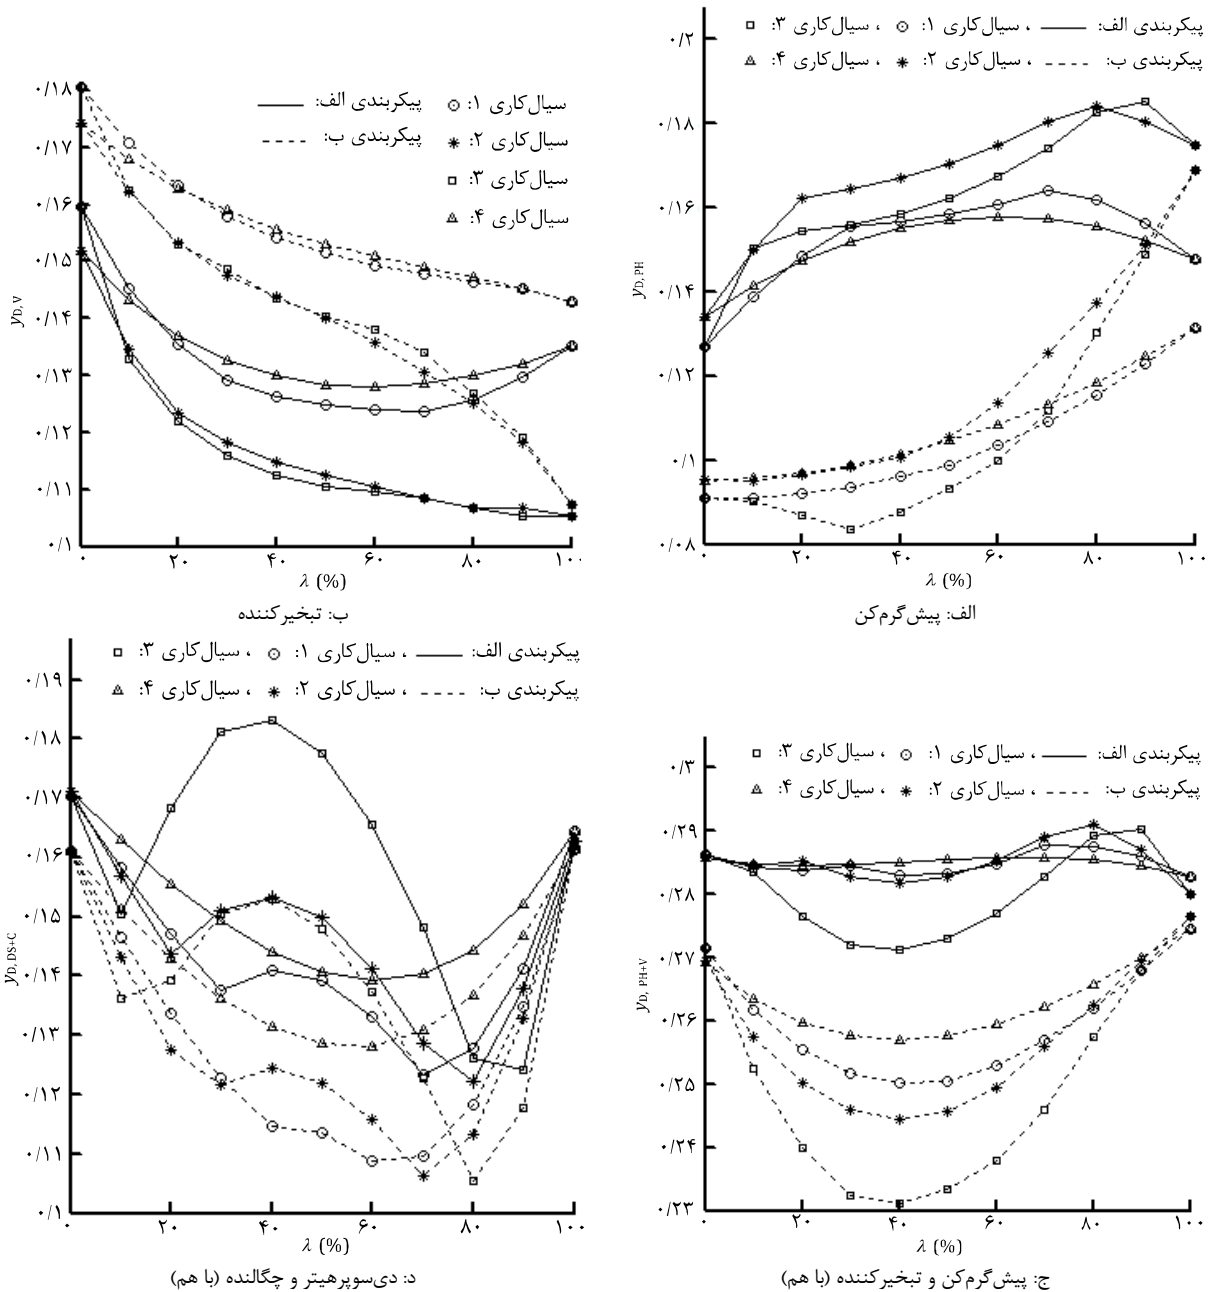 پیکربندی الف: ، سیال‌کاری ۱: ، سیال‌کاری ۳:
پیکربندی ب: ، سیال‌کاری ۲: ، سیال‌کاری ۴:
۰/۲
۰/۱۸
۰/۱۶
۰/۱۴
۰/۱۲
۰/۱
۰/۰۸
yD, PH
۰ ۲۰ ۴۰ ۶۰ ۸۰ ۱۰۰
λ (%)
الف: پیش‌گرم‌کن
سیال‌کاری ۱: پیکربندی الف:
سیال‌کاری ۲: پیکربندی ب:
سیال‌کاری ۳:
سیال‌کاری ۴:
۰/۱۸
۰/۱۷
۰/۱۶
۰/۱۵
۰/۱۴
۰/۱۳
۰/۱۲
۰/۱۱
۰/۱
yD, V
۰ ۲۰ ۴۰ ۶۰ ۸۰ ۱۰۰
λ (%)
ب: تبخیرکننده
پیکربندی الف: ، سیال‌کاری ۱: ، سیال‌کاری ۳:
پیکربندی ب: ، سیال‌کاری ۲: ، سیال‌کاری ۴:
۰/۳
۰/۲۹
۰/۲۸
۰/۲۷
۰/۲۶
۰/۲۵
۰/۲۴
۰/۲۳
yD, PH+V
۰ ۲۰ ۴۰ ۶۰ ۸۰ ۱۰۰
λ (%)
ج: پیش‌گرم‌کن و تبخیرکننده (با هم)
پیکربندی الف: ، سیال‌کاری ۱: ، سیال‌کاری ۳:
پیکربندی ب: ، سیال‌کاری ۲: ، سیال‌کاری ۴:
۰/۱۹
۰/۱۸
۰/۱۷
۰/۱۶
۰/۱۵
۰/۱۴
۰/۱۳
۰/۱۲
۰/۱۱
۰/۱
yD, DS+C
۰ ۲۰ ۴۰ ۶۰ ۸۰ ۱۰۰
λ (%)
د: دی‌سوپرهیتر و چگالنده (با هم)